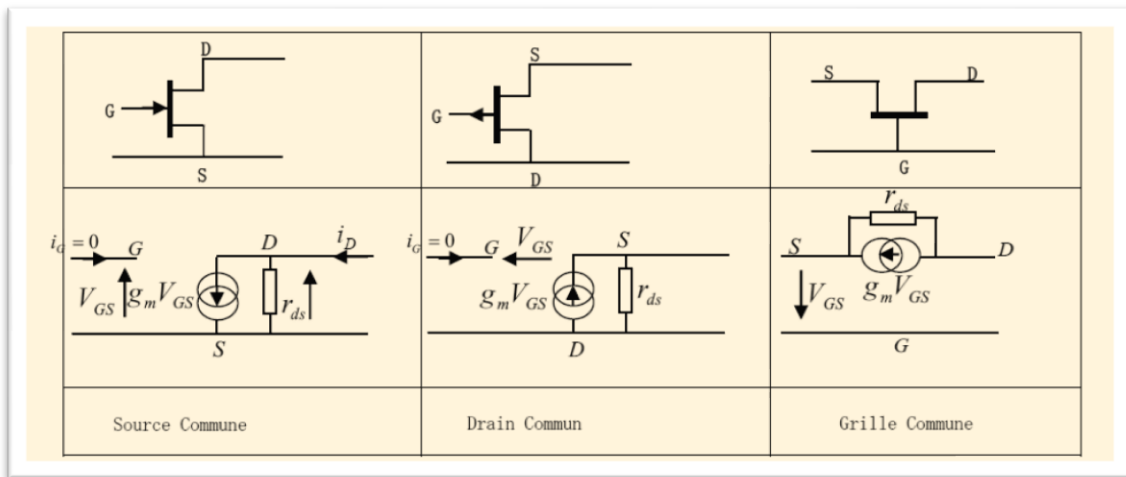 D
G
S
S
G
D
S
D
G
i_G = 0
G
D
i_D
V_GS
g_m V_GS
r_ds
S
i_G = 0
G
V_GS
S
g_m V_GS
r_ds
D
r_ds
S
D
V_GS
g_m V_GS
G
Source Commune
Drain Commun
Grille Commune